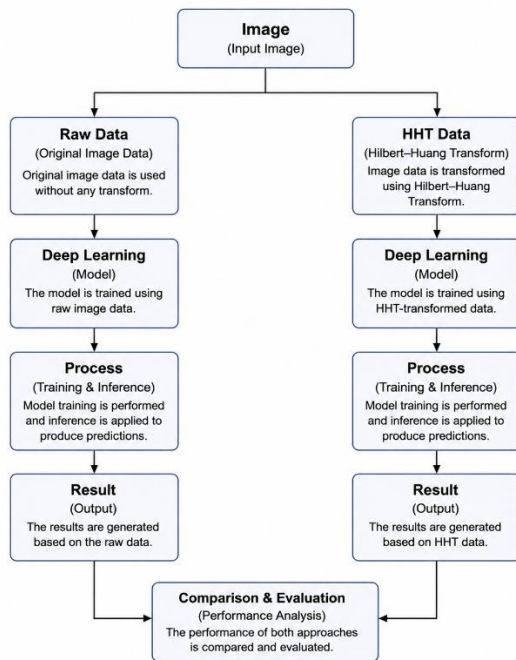 Image
(Input Image)
Raw Data
(Original Image Data)
Original image data is used
without any transform.
Deep Learning
(Model)
The model is trained using
raw image data.
Process
(Training & Inference)
Model training is performed
and inference is applied to
produce predictions.
Result
(Output)
The results are generated
based on the raw data.
HHT Data
(Hilbert–Huang Transform)
Image data is transformed
using Hilbert–Huang
Transform.
Deep Learning
(Model)
The model is trained using
HHT-transformed data.
Process
(Training & Inference)
Model training is performed
and inference is applied to
produce predictions.
Result
(Output)
The results are generated
based on HHT data.
Comparison & Evaluation
(Performance Analysis)
The performance of both approaches
is compared and evaluated.